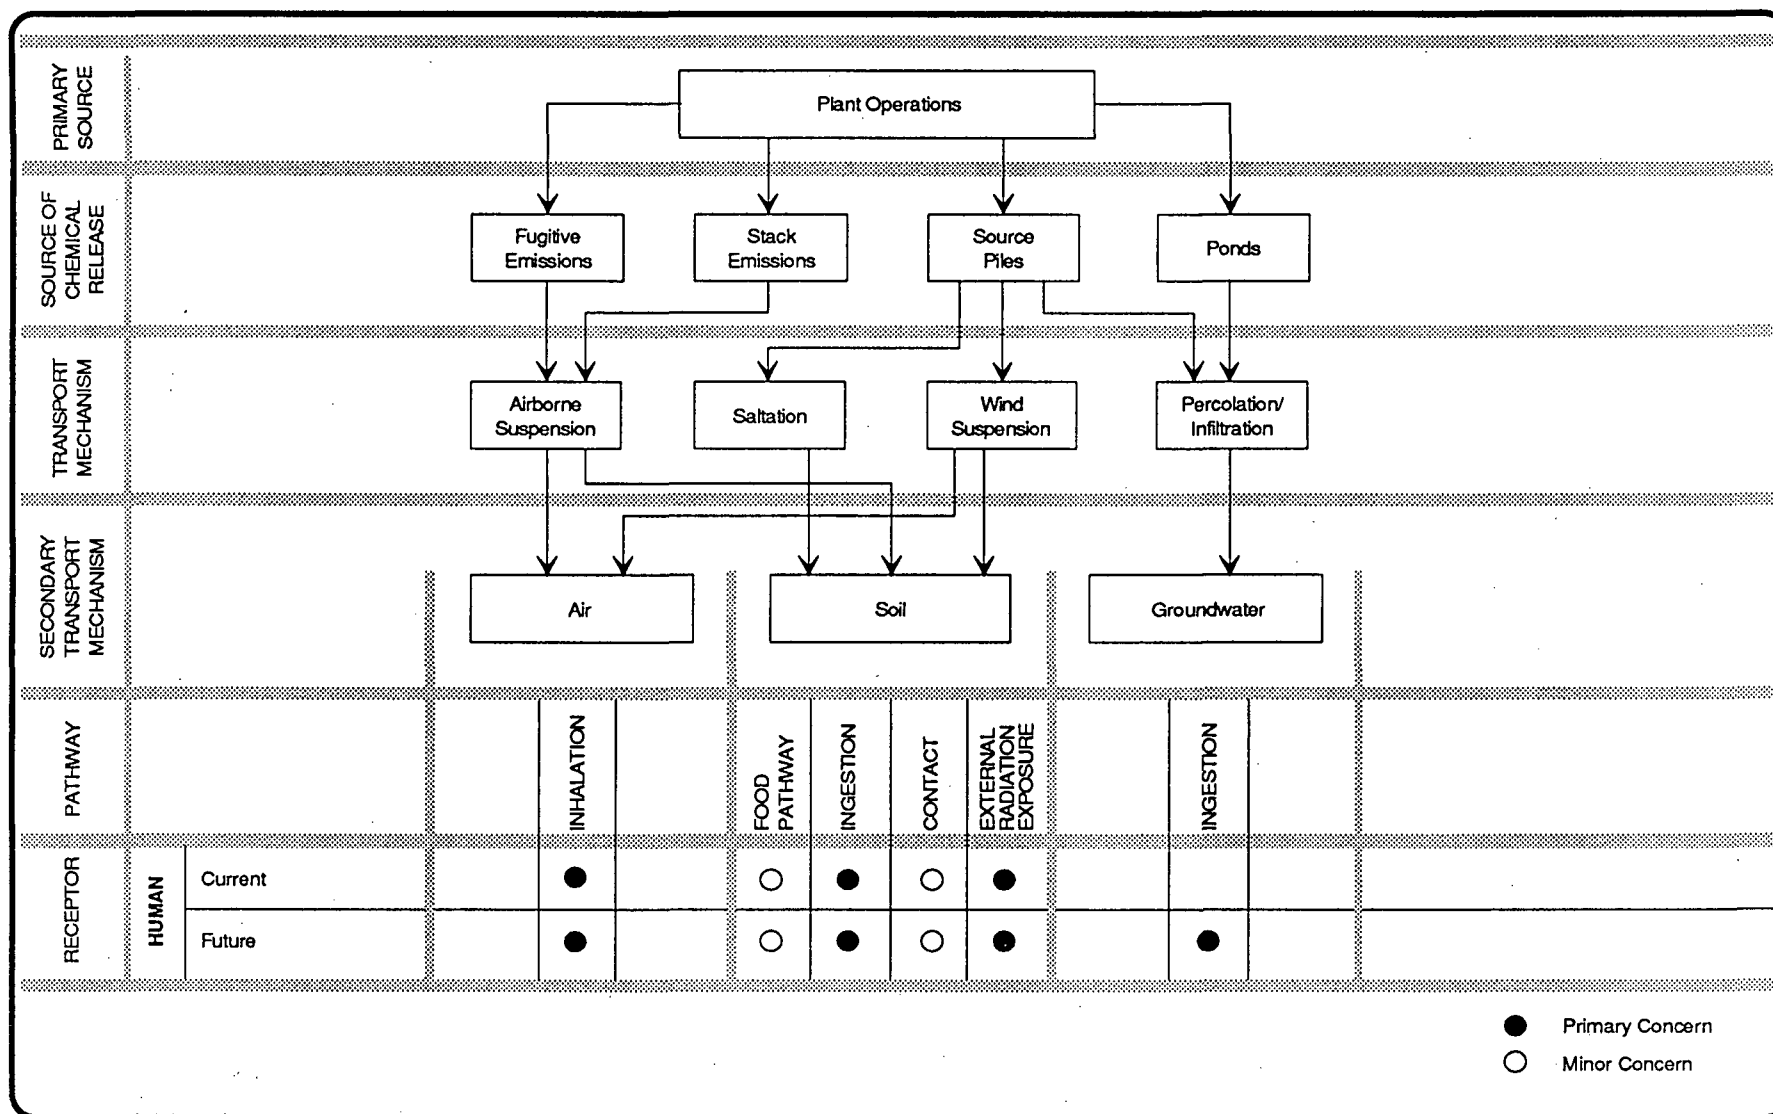 PRIMARY
SOURCE
Plant Operations
SOURCE OF
CHEMICAL
RELEASE
Fugitive
Emissions
Stack
Emissions
Source
Piles
Ponds
TRANSPORT
MECHANISM
Airborne
Suspension
Saltation
Wind
Suspension
Percolation/
Infiltration
SECONDARY
TRANSPORT
MECHANISM
Air
Soil
Groundwater
PATHWAY
INHALATION
FOOD
PATHWAY
INGESTION
CONTACT
EXTERNAL
RADIATION
EXPOSURE
INGESTION
RECEPTOR
HUMAN
Current
Future
Primary Concern
Minor Concern